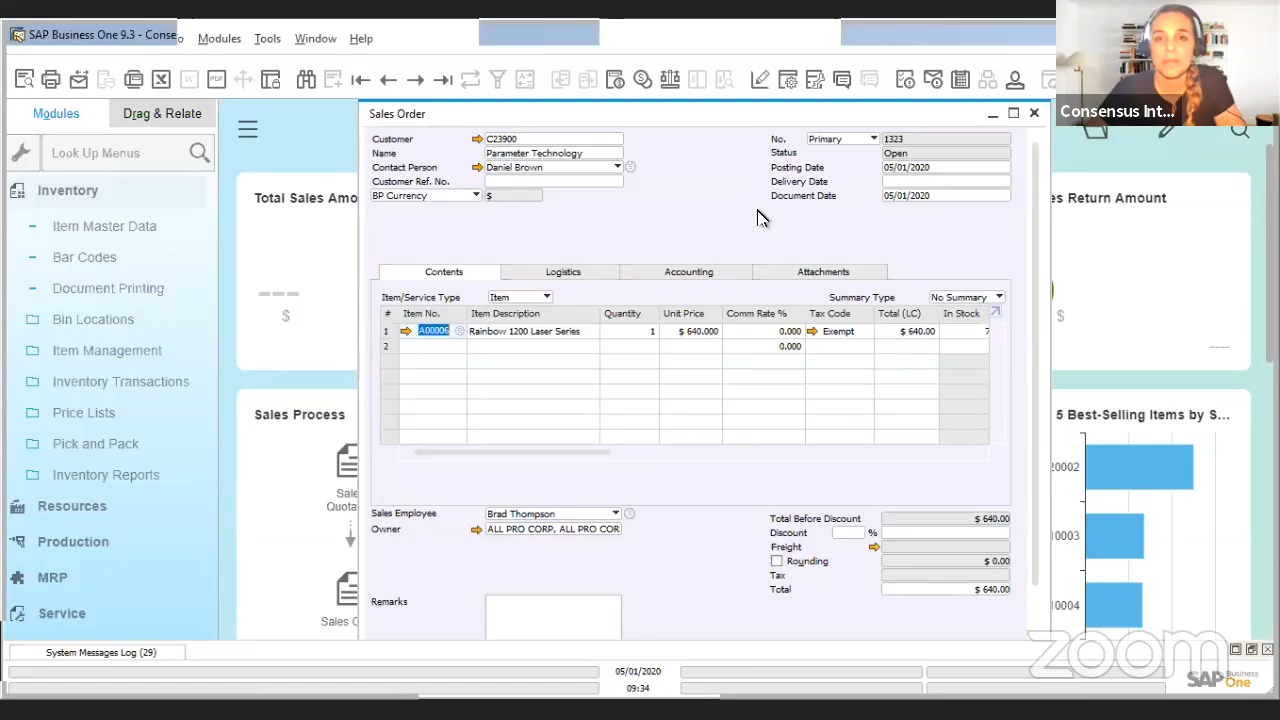 SAP Business One 9.3 - Conse
Modules Tools Window Help
Consensus Int...
Modules Drag & Relate
Look Up Menus
Inventory
Item Master Data
Bar Codes
Document Printing
Bin Locations
Item Management
Inventory Transactions
Price Lists
Pick and Pack
Inventory Reports
Resources
Production
MRP
Service
Total Sales Amo
$
Sales Process
Sale
Quota
Sales O
Sales Order
Customer C23900
Name Parameter Technology
Contact Person Daniel Brown
Customer Ref. No.
BP Currency $
No. Primary 1323
Status Open
Posting Date 05/01/2020
Delivery Date
Document Date 05/01/2020
Contents Logistics Accounting Attachments
Item/Service Type Item Summary Type No Summary
# Item No. Item Description Quantity Unit Price Comm Rate % Tax Code Total (LC) In Stock
1 A00006 Rainbow 1200 Laser Series 1 $ 640.000 0.000 Exempt $ 640.00 7
2 0.000
Sales Employee Brad Thompson
Owner ALL PRO CORP, ALL PRO COR
Remarks
Total Before Discount $ 640.00
Discount %
Freight
Rounding $ 0.00
Tax
Total $ 640.00
es Return Amount
$
5 Best-Selling Items by S...
20002
10003
10004
zoom
System Messages Log (29)
05/01/2020
09:34
SAP Business One